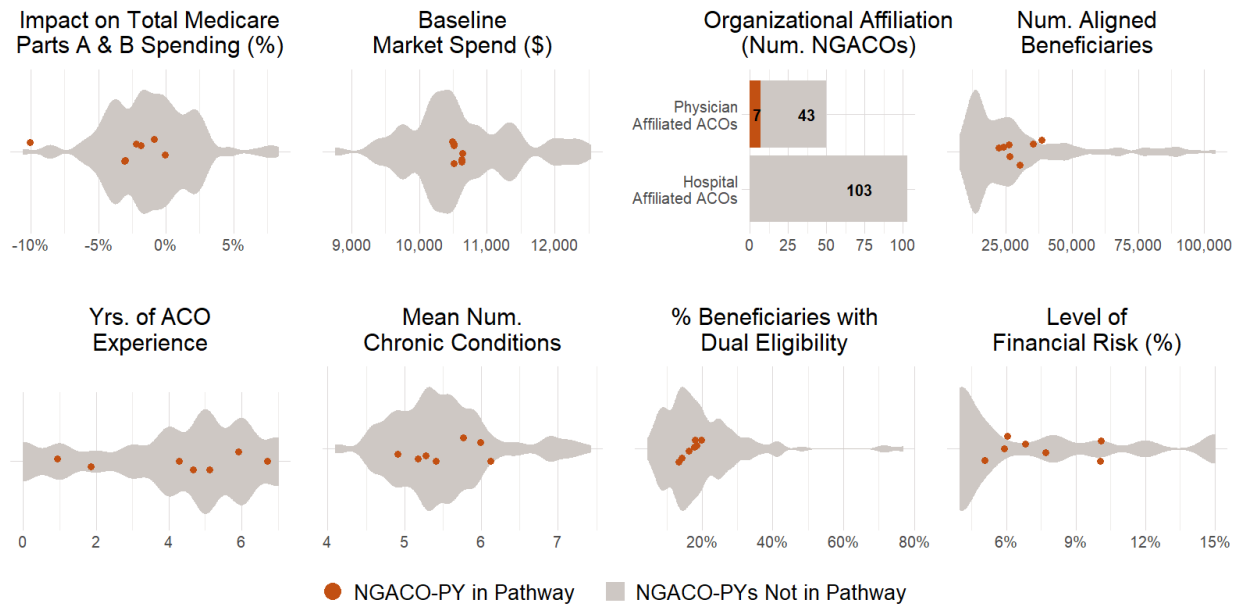 Impact on Total Medicare
Parts A & B Spending (%)
-10%
-5%
0%
5%
Baseline
Market Spend ($)
9,000
10,000
11,000
12,000
Organizational Affiliation
(Num. NGACOs)
Physician
Affiliated ACOs
7
43
Hospital
Affiliated ACOs
103
0
25
50
75
100
Num. Aligned
Beneficiaries
25,000
50,000
75,000
100,000
Yrs. of ACO
Experience
0
2
4
6
Mean Num.
Chronic Conditions
4
5
6
7
% Beneficiaries with
Dual Eligibility
20%
40%
60%
80%
Level of
Financial Risk (%)
6%
9%
12%
15%
NGACO-PY in Pathway
NGACO-PYs Not in Pathway